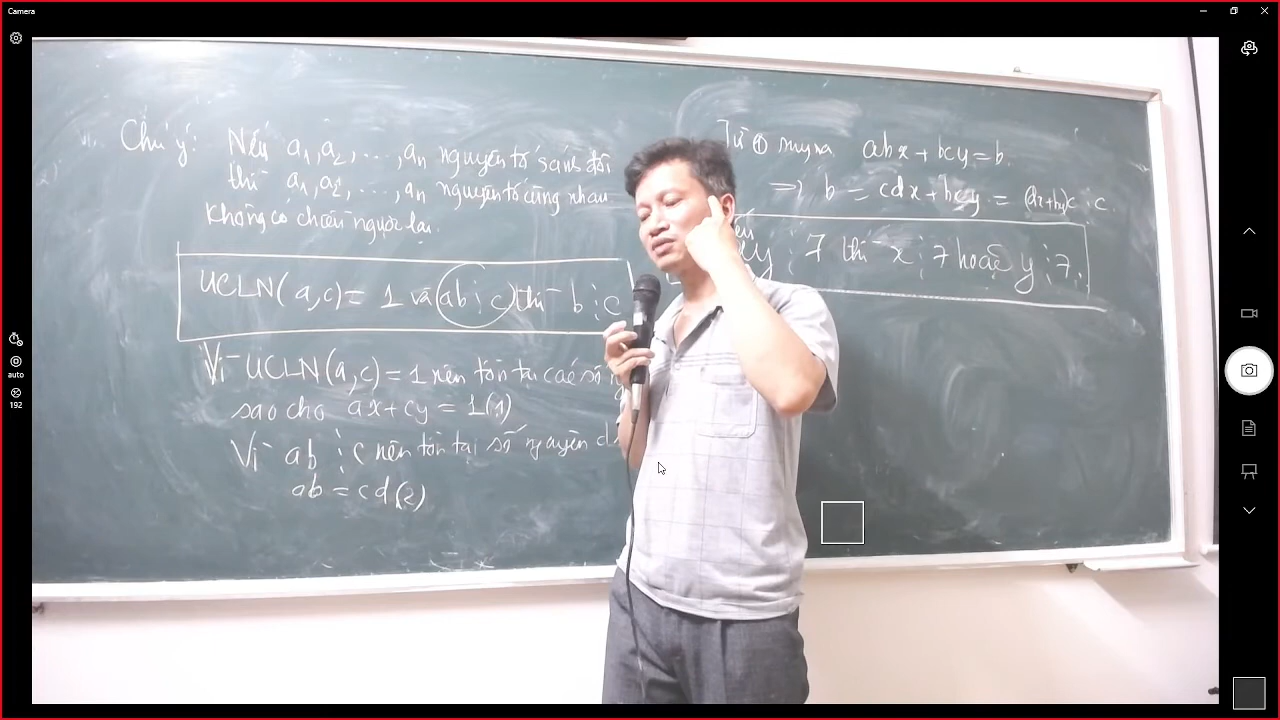 Camera
auto
192
Chú ý: Nếu a1, a2, ..., an nguyên tố sánh đôi
thì a1, a2, ..., an nguyên tố cùng nhau
Không có chiều ngược lại.
UCLN(a,c) = 1 và ab ⋮ c thì b ⋮ c
Vì UCLN(a,c) = 1 nên tồn tại các số
sao cho ax + cy = 1 (1)
Vì ab ⋮ c nên tồn tại số nguyên d
ab = cd (2)
Từ ① suy ra abx + bcy = b.
=> b = cdx + bcy = (dx+by)c ⋮ c.
y ⋮ 7 thì x ⋮ 7 hoặc y ⋮ 7.